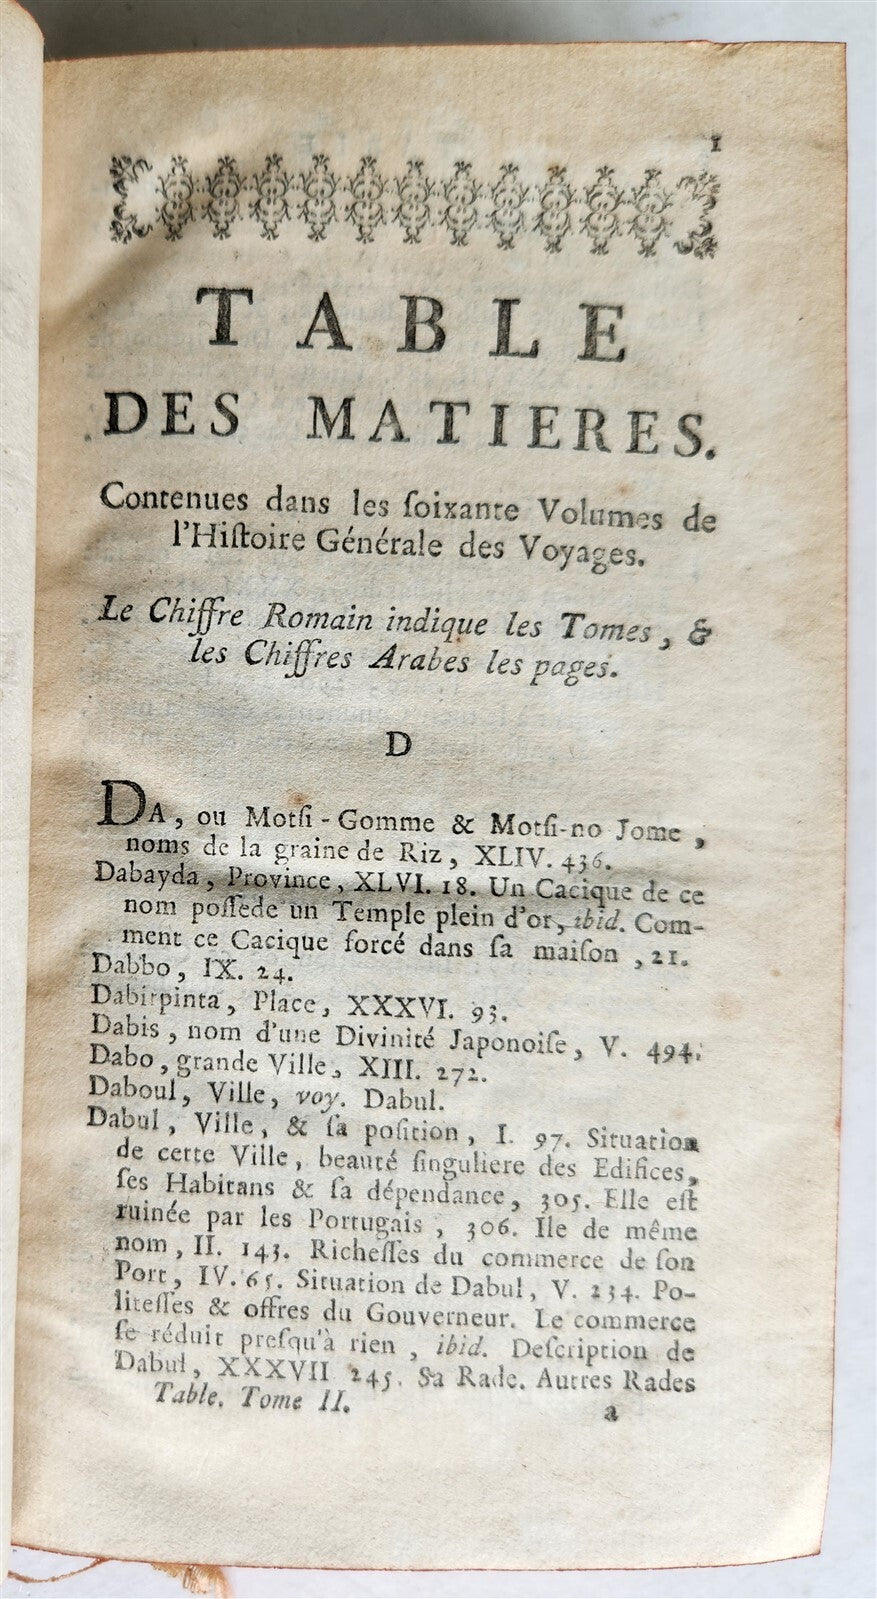 1
TABLE
DES MATIERES.
Contenues dans les ſoixante Volumes de
l'Hiſtoire Générale des Voyages.
Le Chiffre Romain indique les Tomes, &
les Chiffres Arabes les pages.
D
DA, ou Motſi-Gomme & Motſi-no Jome,
noms de la graine de Riz, XLIV. 436.
Dabayda, Province, XLVI. 18. Un Cacique de ce
nom poſſede un Temple plein d'or, ibid. Com-
ment ce Cacique forcé dans ſa maiſon, 21.
Dabbo, IX. 24.
Dabirpinta, Place, XXXVI. 93.
Dabis, nom d'une Divinité Japonoiſe, V. 494.
Dabo, grande Ville, XIII. 272.
Daboul, Ville, voy. Dabul.
Dabul, Ville, & ſa poſition, I. 97. Situation
de cette Ville, beauté ſinguliere des Edifices,
ſes Habitans & ſa dépendance, 305. Elle eſt
ruinée par les Portugais, 306. Ile de même
nom, II. 143. Richeſſes du commerce de ſon
Port, IV. 65. Situation de Dabul, V. 234. Po-
liteſſes & offres du Gouverneur. Le commerce
ſe réduit preſqu'à rien, ibid. Deſcription de
Dabul, XXXVII 245. Sa Rade. Autres Rades
Table. Tome II.
a